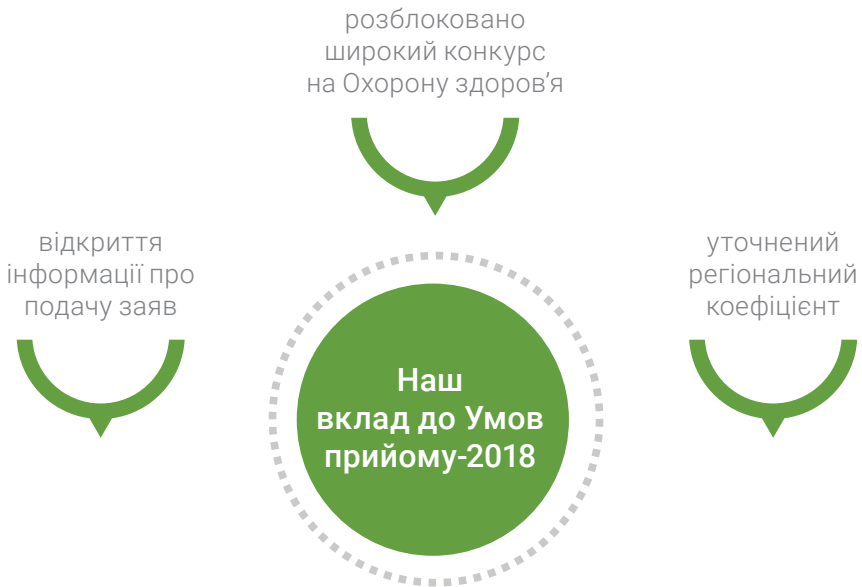 розблоковано
широкий конкурс
на Охорону здоров'я
відкриття
інформації про
подачу заяв
уточнений
регіональний
коефіцієнт
Наш
вклад до Умов
прийому-2018